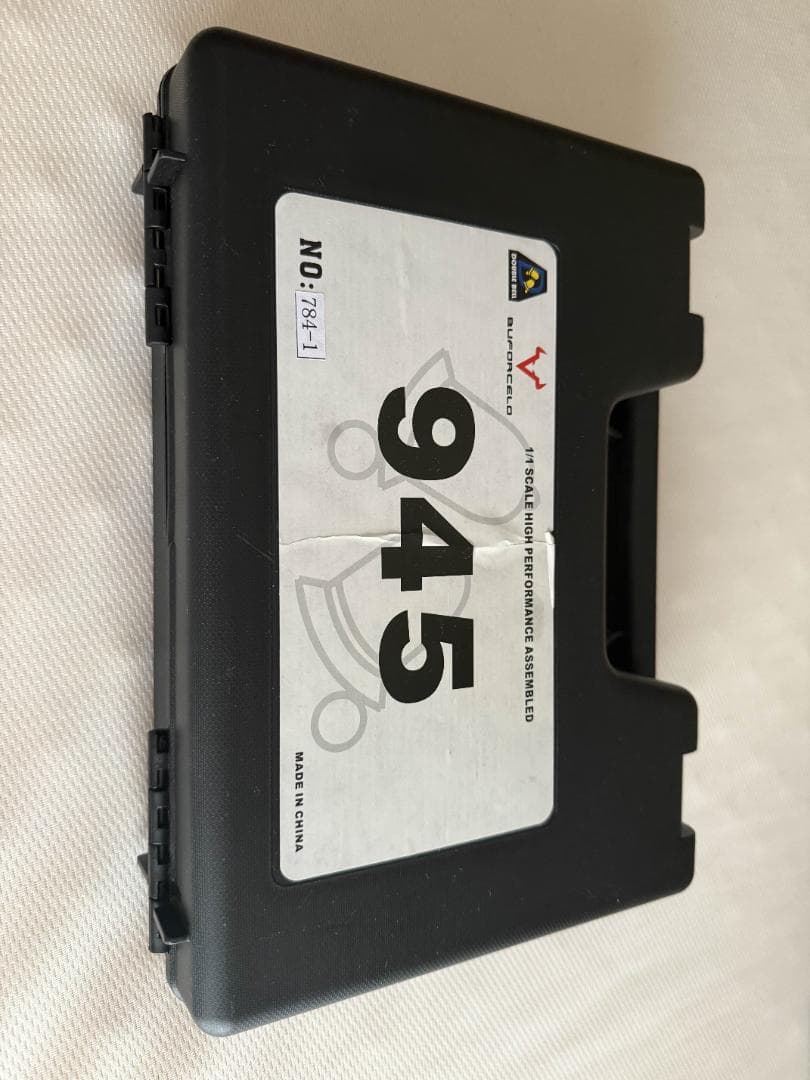 DOUBLE BELL
BUFORCELO
1/1 SCALE HIGH PERFORMANCE ASSEMBLED
945
NO: 784-1
MADE IN CHINA